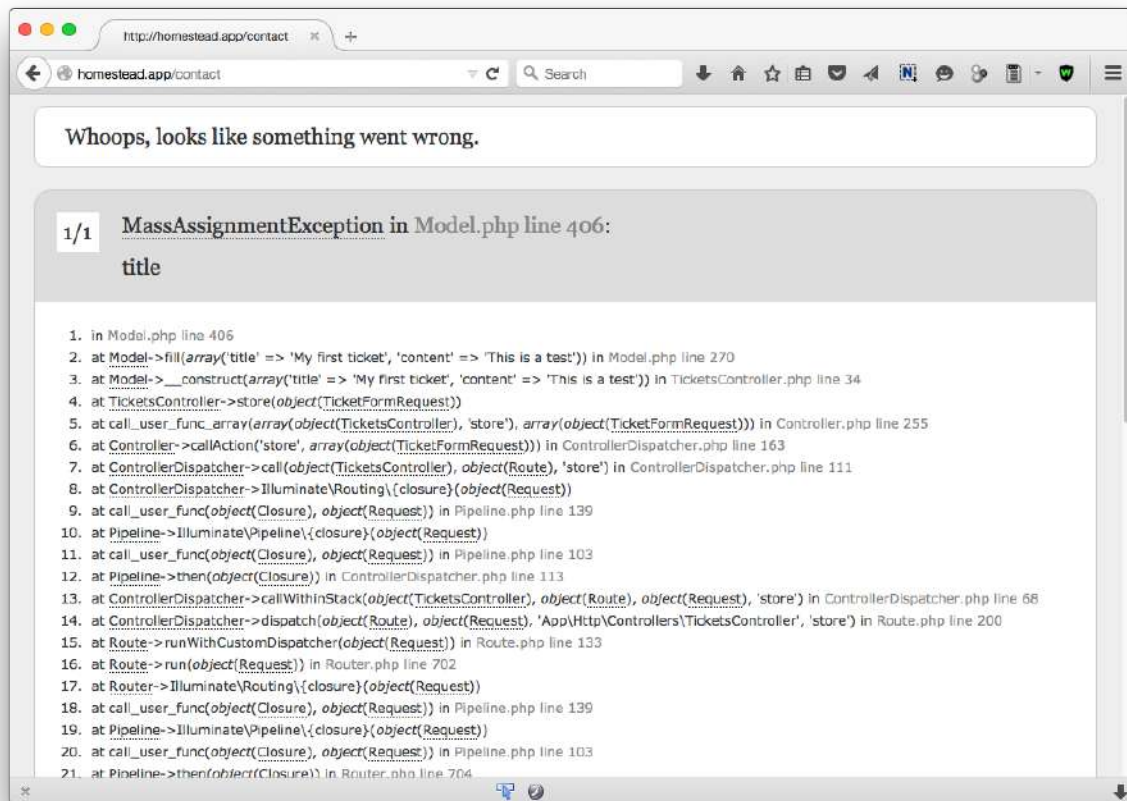 http://homestead.app/contact
homestead.app/contact
Search
Whoops, looks like something went wrong.
1/1
MassAssignmentException in Model.php line 406:
title
1. in Model.php line 406
2. at Model->fill(array('title' => 'My first ticket', 'content' => 'This is a test')) in Model.php line 270
3. at Model->__construct(array('title' => 'My first ticket', 'content' => 'This is a test')) in TicketsController.php line 34
4. at TicketsController->store(object(TicketFormRequest))
5. at call_user_func_array(array(object(TicketsController), 'store'), array(object(TicketFormRequest))) in Controller.php line 255
6. at Controller->callAction('store', array(object(TicketFormRequest))) in ControllerDispatcher.php line 163
7. at ControllerDispatcher->call(object(TicketsController), object(Route), 'store') in ControllerDispatcher.php line 111
8. at ControllerDispatcher->Illuminate\Routing\{closure}(object(Request))
9. at call_user_func(object(Closure), object(Request)) in Pipeline.php line 139
10. at Pipeline->Illuminate\Pipeline\{closure}(object(Request))
11. at call_user_func(object(Closure), object(Request)) in Pipeline.php line 103
12. at Pipeline->then(object(Closure)) in ControllerDispatcher.php line 113
13. at ControllerDispatcher->callWithinStack(object(TicketsController), object(Route), object(Request), 'store') in ControllerDispatcher.php line 68
14. at ControllerDispatcher->dispatch(object(Route), object(Request), 'App\Http\Controllers\TicketsController', 'store') in Route.php line 200
15. at Route->runWithCustomDispatcher(object(Request)) in Route.php line 133
16. at Route->run(object(Request)) in Router.php line 702
17. at Router->Illuminate\Routing\{closure}(object(Request))
18. at call_user_func(object(Closure), object(Request)) in Pipeline.php line 139
19. at Pipeline->Illuminate\Pipeline\{closure}(object(Request))
20. at call_user_func(object(Closure), object(Request)) in Pipeline.php line 103
21. at Pipeline->then(object(Closure)) in Router.php line 704